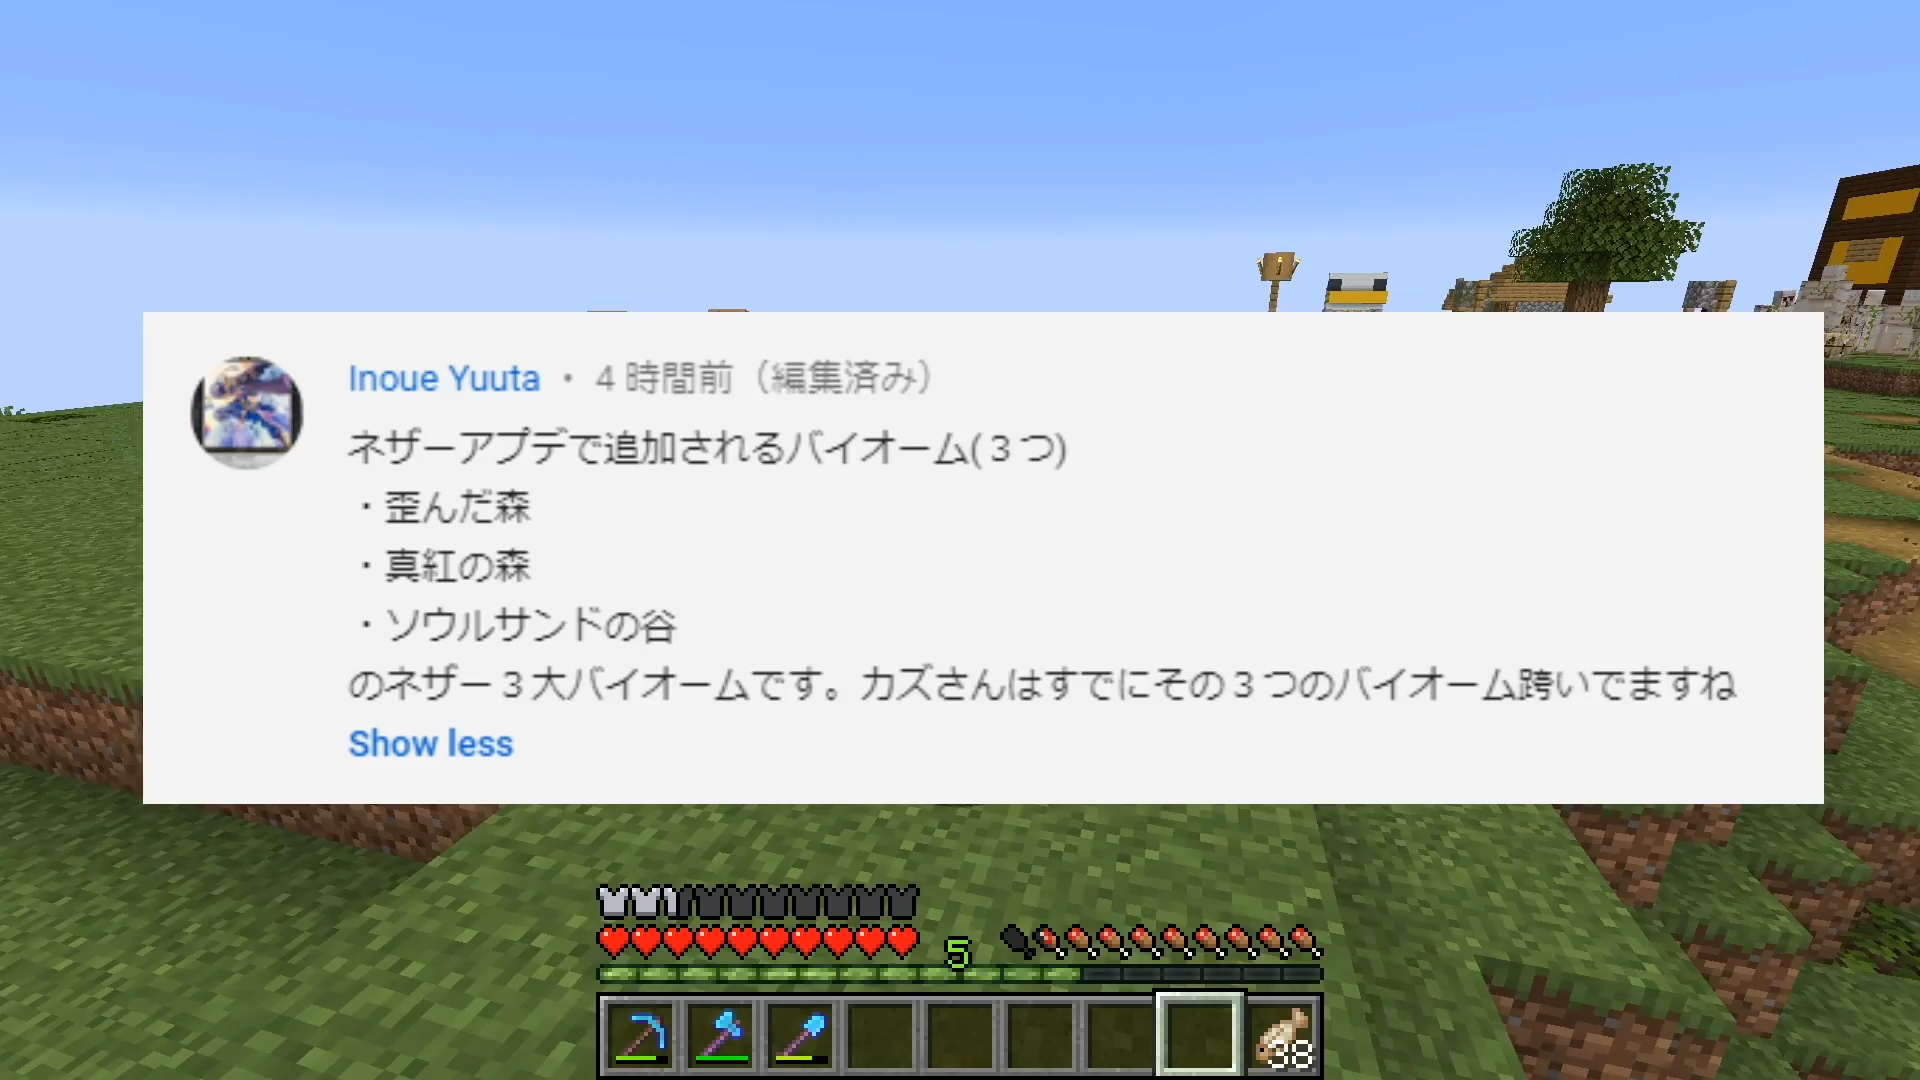 Inoue Yuuta ・ 4 時間前（編集済み）
ネザーアプデで追加されるバイオーム(３つ)
・歪んだ森
・真紅の森
・ソウルサンドの谷
のネザー３大バイオームです。カズさんはすでにその３つのバイオーム跨いでますね
Show less
5
38